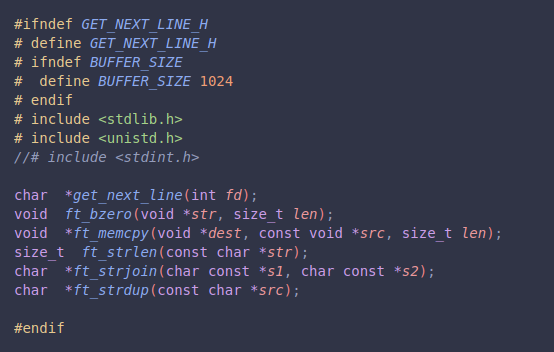 #ifndef GET_NEXT_LINE_H
# define GET_NEXT_LINE_H
# ifndef BUFFER_SIZE
#  define BUFFER_SIZE 1024
# endif
# include <stdlib.h>
# include <unistd.h>
//# include <stdint.h>

char  *get_next_line(int fd);
void  ft_bzero(void *str, size_t len);
void  *ft_memcpy(void *dest, const void *src, size_t len);
size_t  ft_strlen(const char *str);
char  *ft_strjoin(char const *s1, char const *s2);
char  *ft_strdup(const char *src);

#endif